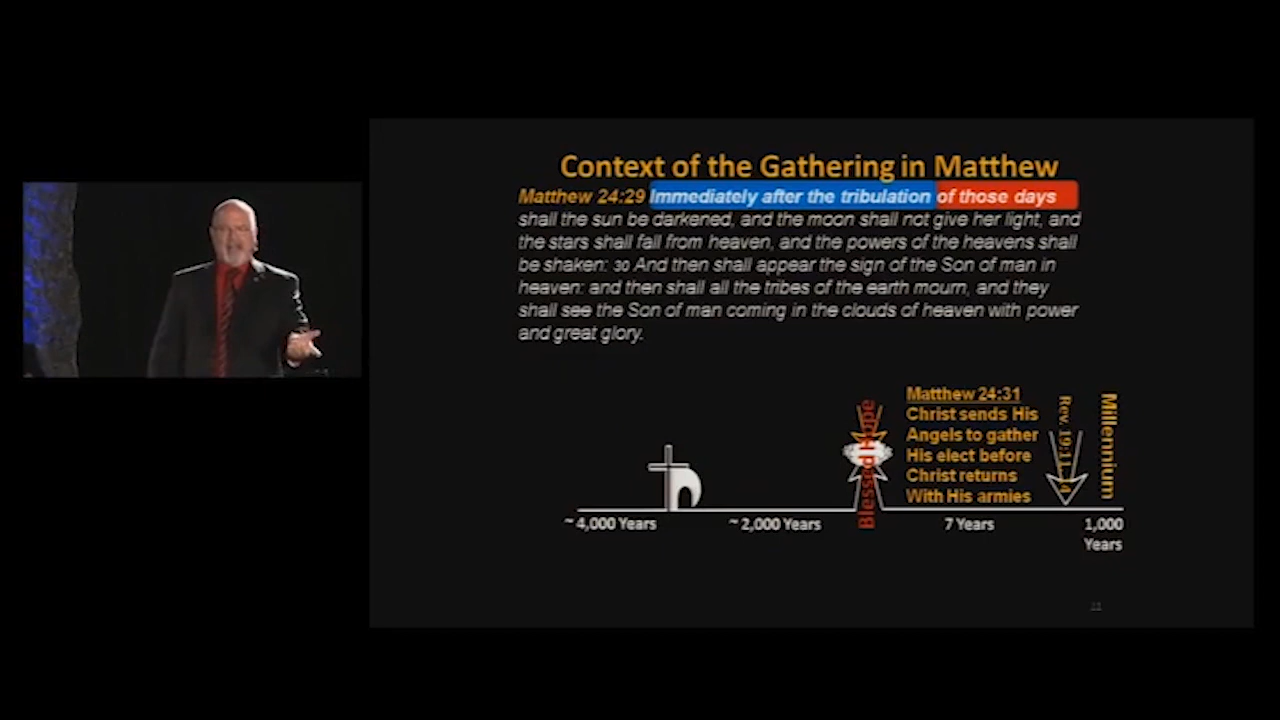 Context of the Gathering in Matthew
Matthew 24:29 Immediately after the tribulation of those days
shall the sun be darkened, and the moon shall not give her light, and
the stars shall fall from heaven, and the powers of the heavens shall
be shaken: 30 And then shall appear the sign of the Son of man in
heaven: and then shall all the tribes of the earth mourn, and they
shall see the Son of man coming in the clouds of heaven with power
and great glory.
Blessed Hope
Matthew 24:31
Christ sends His
Angels to gather
His elect before
Christ returns
With His armies
Rev. 19:11-14
Millennium
~ 4,000 Years
~ 2,000 Years
7 Years
1,000
Years